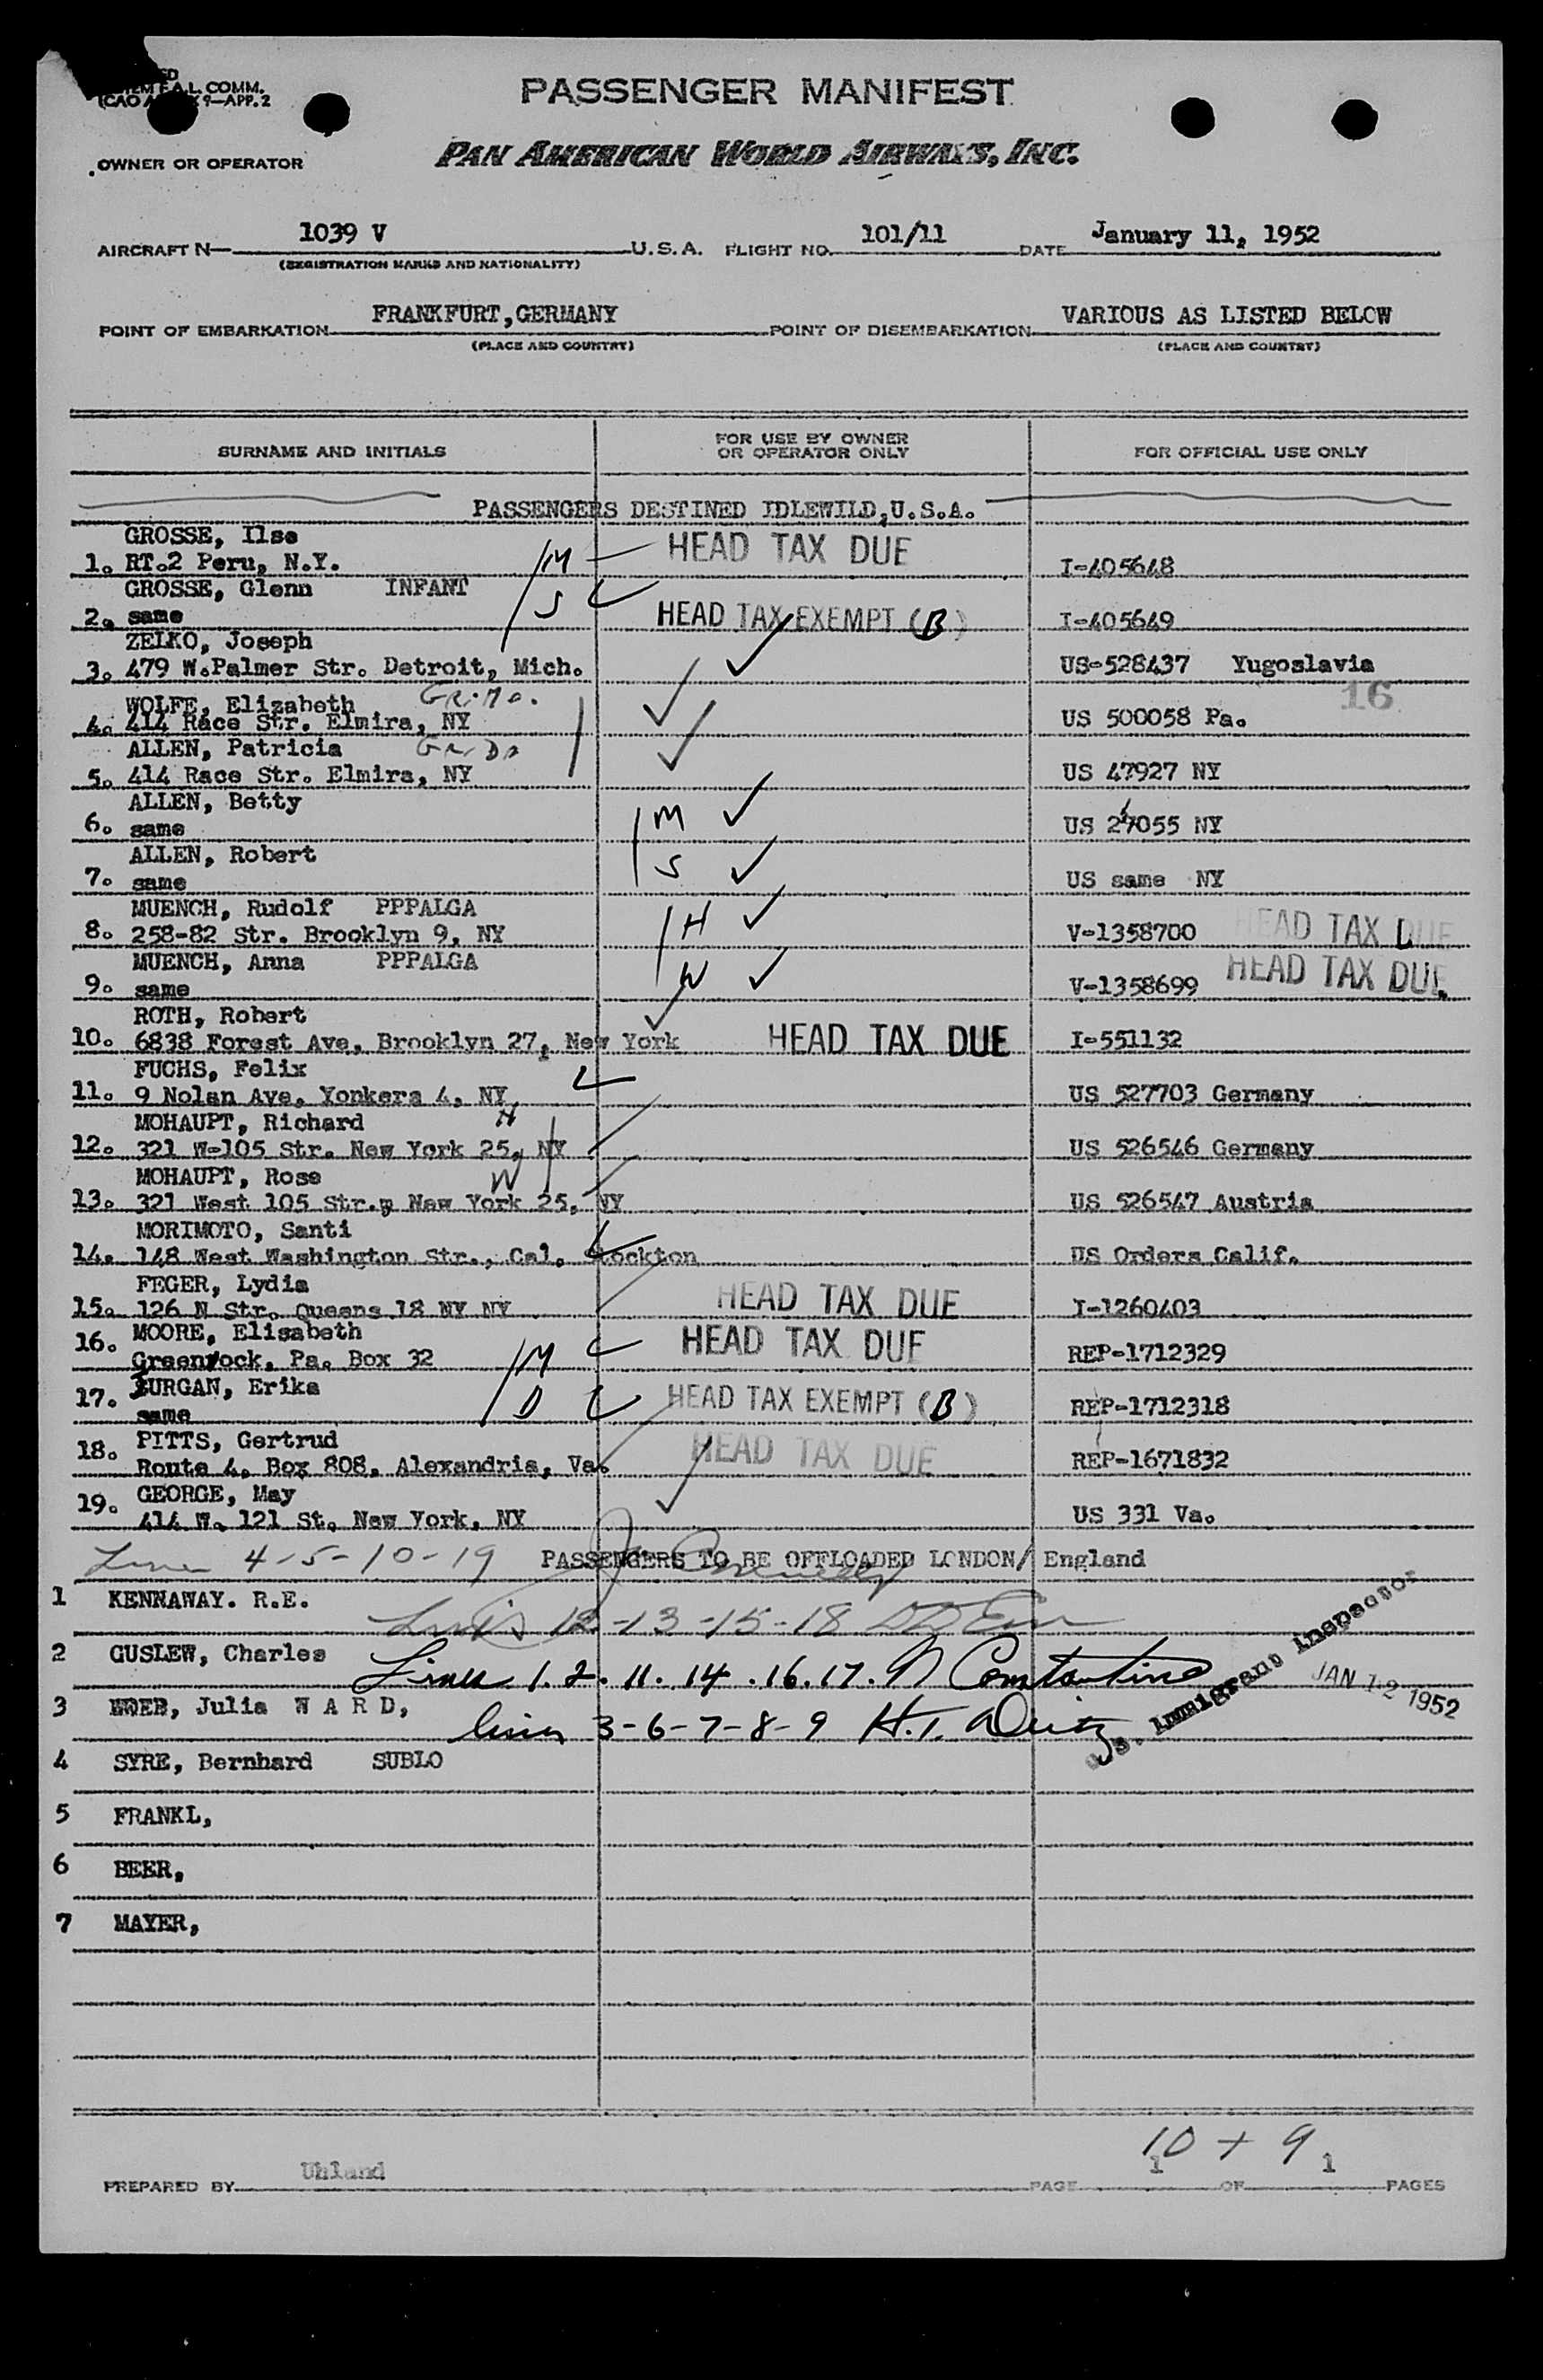 F.A.L. COMM.
9—APP. 2
PASSENGER MANIFEST
OWNER OR OPERATOR
PAN AMERICAN WORLD AIRWAYS, INC.
AIRCRAFT N— 1039 V U.S.A. FLIGHT NO. 101/11 DATE January 11, 1952
(REGISTRATION MARKS AND NATIONALITY)
POINT OF EMBARKATION FRANKFURT,GERMANY POINT OF DISEMBARKATION VARIOUS AS LISTED BELOW
(PLACE AND COUNTRY) (PLACE AND COUNTRY)
SURNAME AND INITIALS FOR USE BY OWNER OR OPERATOR ONLY FOR OFFICIAL USE ONLY
PASSENGERS DESTINED IDLEWILD,U.S.A.
GROSSE, Ilse
1. RT.2 Peru, N.Y. M HEAD TAX DUE I-405648
GROSSE, Glenn INFANT
2. same S HEAD TAX EXEMPT (B) I-405649
ZELKO, Joseph
3. 479 W.Palmer Str. Detroit, Mich. US-528437 Yugoslavia
16
WOLFE, Elizabeth Gr. Mo.
4. 414 Race Str. Elmira, NY US 500058 Pa.
ALLEN, Patricia Gr. Da
5. 414 Race Str. Elmira, NY US 47927 NY
ALLEN, Betty
6. same M US 27055 NY
ALLEN, Robert
7. same S US same NY
MUENCH, Rudolf PPPALGA
8. 258-82 Str. Brooklyn 9, NY H V-1358700 HEAD TAX DUE
MUENCH, Anna PPPALGA
9. same W V-1358699 HEAD TAX DUE
ROTH, Robert
10. 6838 Forest Ave, Brooklyn 27, New York HEAD TAX DUE I-551132
FUCHS, Felix
11. 9 Nolan Ave, Yonkers 4, NY US 527703 Germany
MOHAUPT, Richard H
12. 321 W-105 Str. New York 25, NY US 526546 Germany
MOHAUPT, Rose W
13. 321 West 105 Str., New York 25, NY US 526547 Austria
MORIMOTO, Santi
14. 148 West Washington Str., Cal. Stockton US Orders Calif.
FEGER, Lydia
15. 126 N Str. Queens 18 NY NY HEAD TAX DUE I-1260403
16. MOORE, Elisabeth HEAD TAX DUE
Greenrock, Pa. Box 32 M REP-1712329
17. ZURGAN, Erika
same D HEAD TAX EXEMPT (B) REP-1712318
18. PITTS, Gertrud HEAD TAX DUE
Route 4, Box 808, Alexandria, Va. REP-1671832
19. GEORGE, May
414 W. 121 St. New York, NY US 331 Va.
4-5-10-19 PASSENGERS TO BE OFFLOADED LONDON/ England
1 KENNAWAY. R.E.
12-13-15-18
2 GUSLEW, Charles
Lines 1.2.11.14.16.17. N Constantino
3 Julia W A R D,
lines 3-6-7-8-9 H.T.
U.S. Immigrant Inspector
JAN 12 1952
4 SYRE, Bernhard SUBLO
5 FRANKL,
6 BEER,
7 MAYER,
10 + 9
PREPARED BY Uhland PAGE 1 OF 1 PAGES